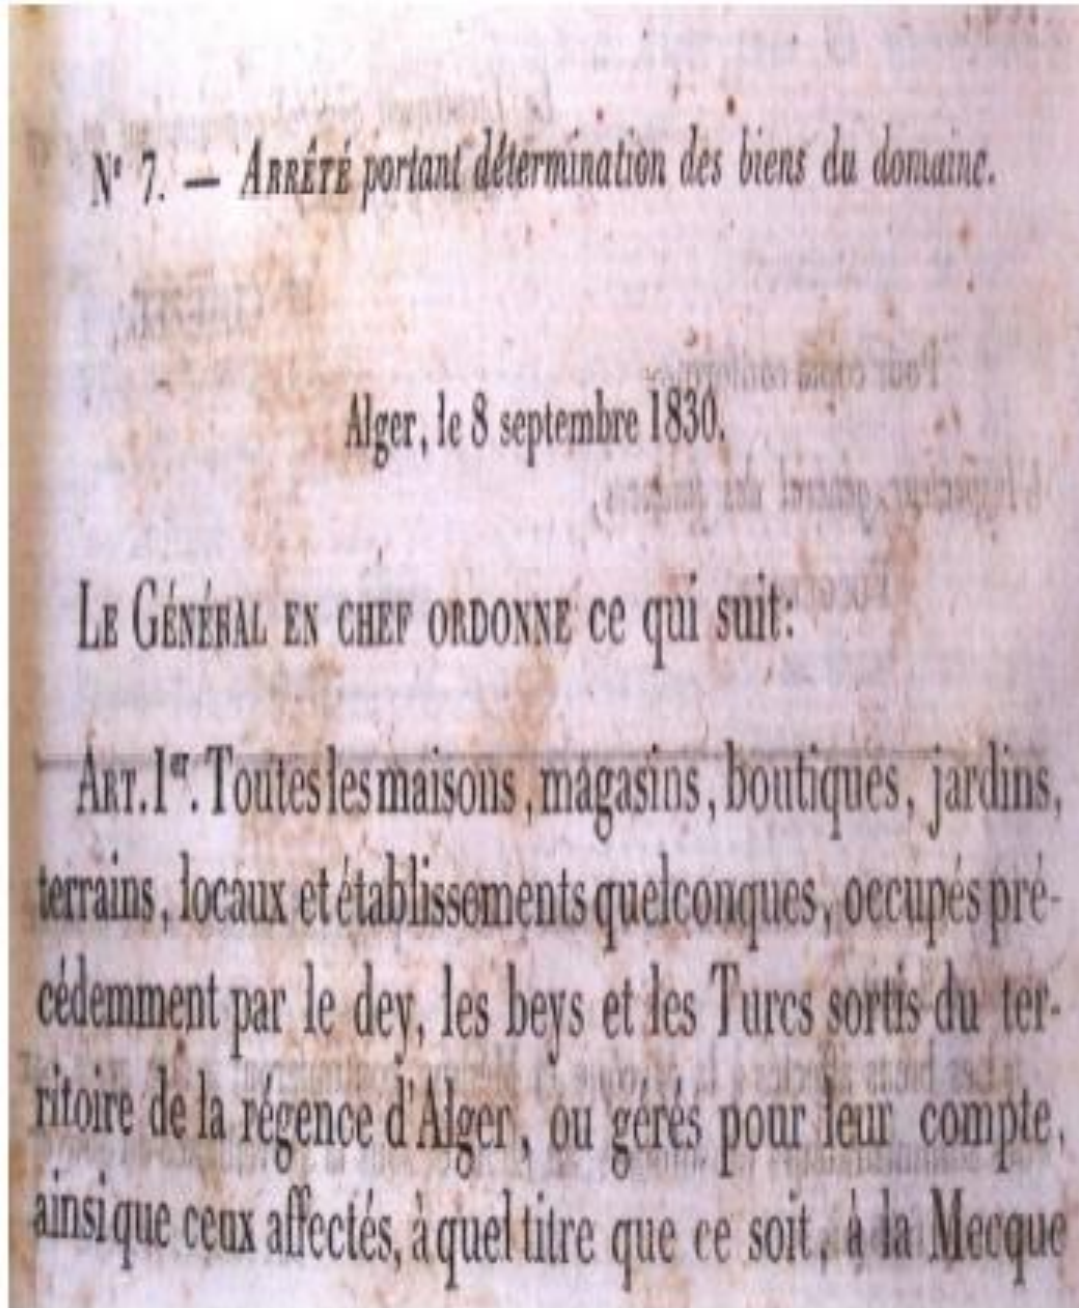 N° 7. — ARRÊTÉ portant détermination des biens du domaine.
Alger, le 8 septembre 1830.
LE GÉNÉRAL EN CHEF ORDONNE ce qui suit:
ART. 1er. Toutes les maisons, magasins, boutiques, jardins,
terrains, locaux et établissements quelconques, occupés pré-
cédemment par le dey, les beys et les Turcs sortis du ter-
ritoire de la régence d'Alger, ou gérés pour leur compte,
ainsi que ceux affectés, à quel titre que ce soit, à la Mecque